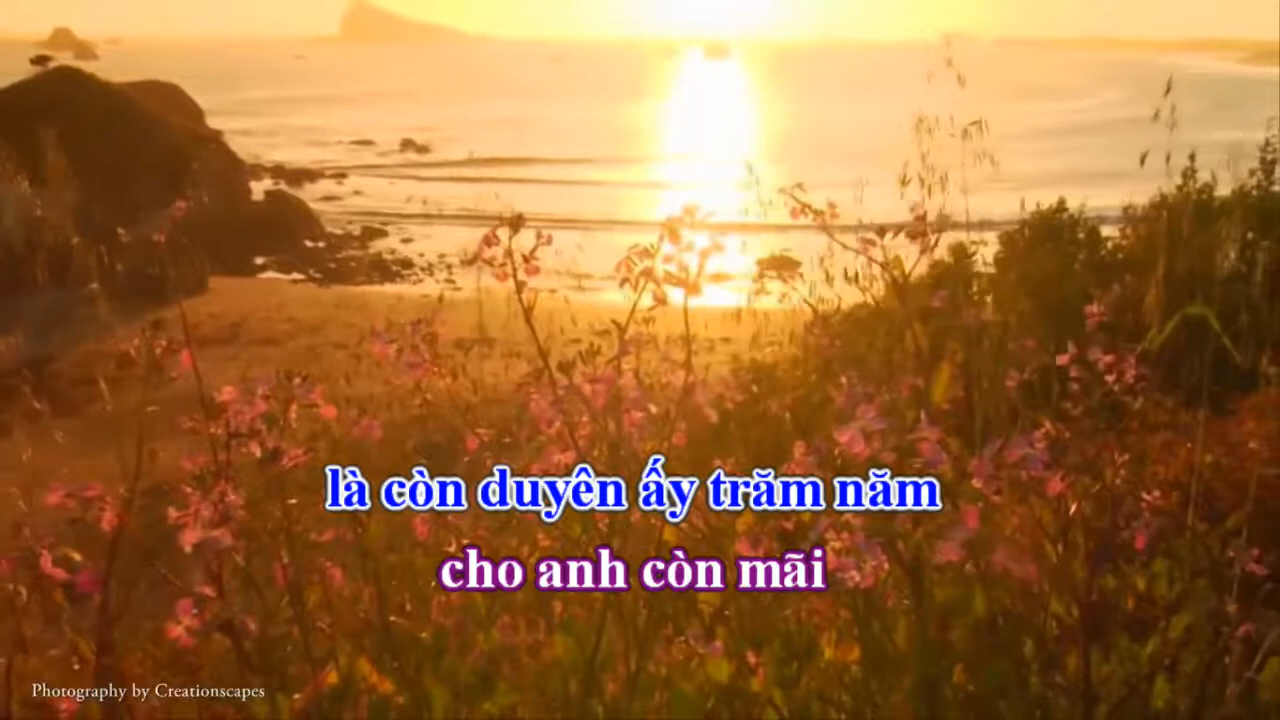 là còn duyên ấy trăm năm
cho anh còn mãi
Photography by Creationscapes